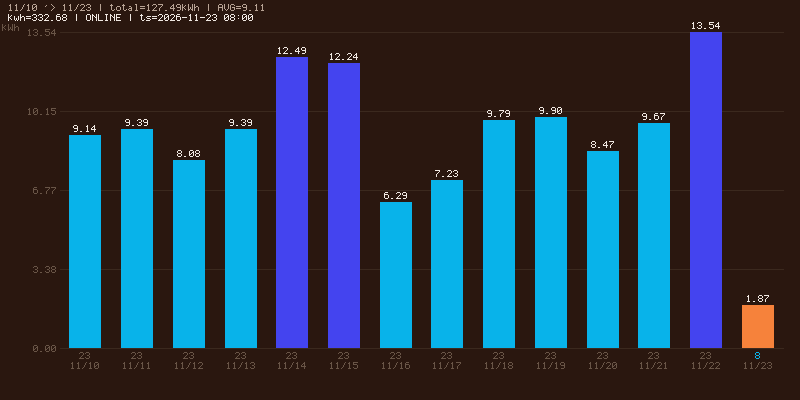 11/10 -> 11/23 | total=127.49kWh | AVG=9.11
Kwh=332.68 | ONLINE | ts=2026-11-23 08:00
kWh
13.54
10.15
6.77
3.38
0.00
9.14 9.39 8.08 9.39 12.49 12.24 6.29 7.23 9.79 9.90 8.47 9.67 13.54 1.87
23 23 23 23 23 23 23 23 23 23 23 23 23 8
11/10 11/11 11/12 11/13 11/14 11/15 11/16 11/17 11/18 11/19 11/20 11/21 11/22 11/23